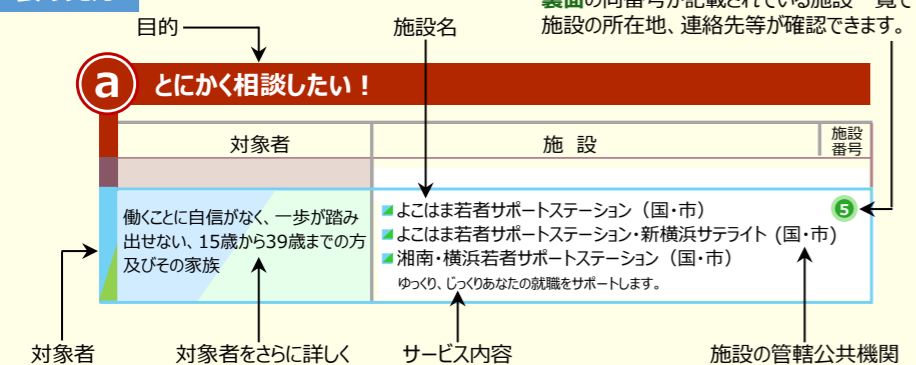 裏面の同番号が記載されている施設一覧で
施設の所在地、連絡先等が確認できます。
目的
施設名
a とにかく相談したい！
対象者
施 設
施設
番号
働くことに自信がなく、一歩が踏み
出せない、15歳から39歳までの方
及びその家族
よこはま若者サポートステーション（国・市）
5
よこはま若者サポートステーション・新横浜サテライト (国・市)
湘南・横浜若者サポートステーション（国・市）
ゆっくり、じっくりあなたの就職をサポートします。
対象者
対象者をさらに詳しく
サービス内容
施設の管轄公共機関